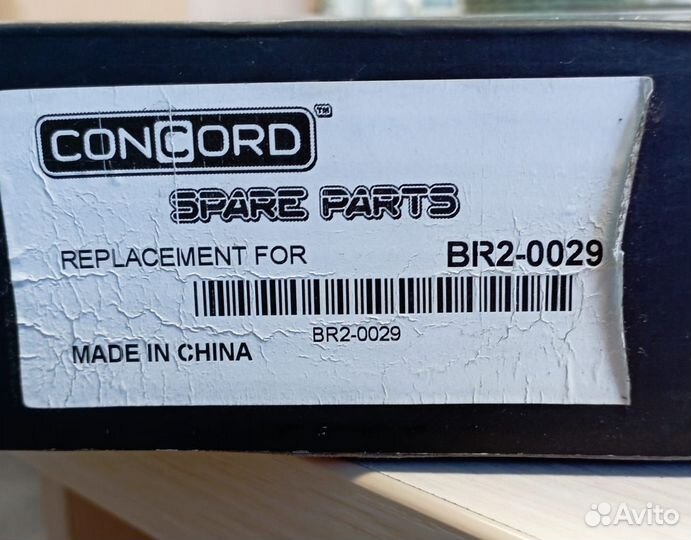 CONCORD™
SPARE PARTS
REPLACEMENT FOR BR2-0029
BR2-0029
MADE IN CHINA
Avito